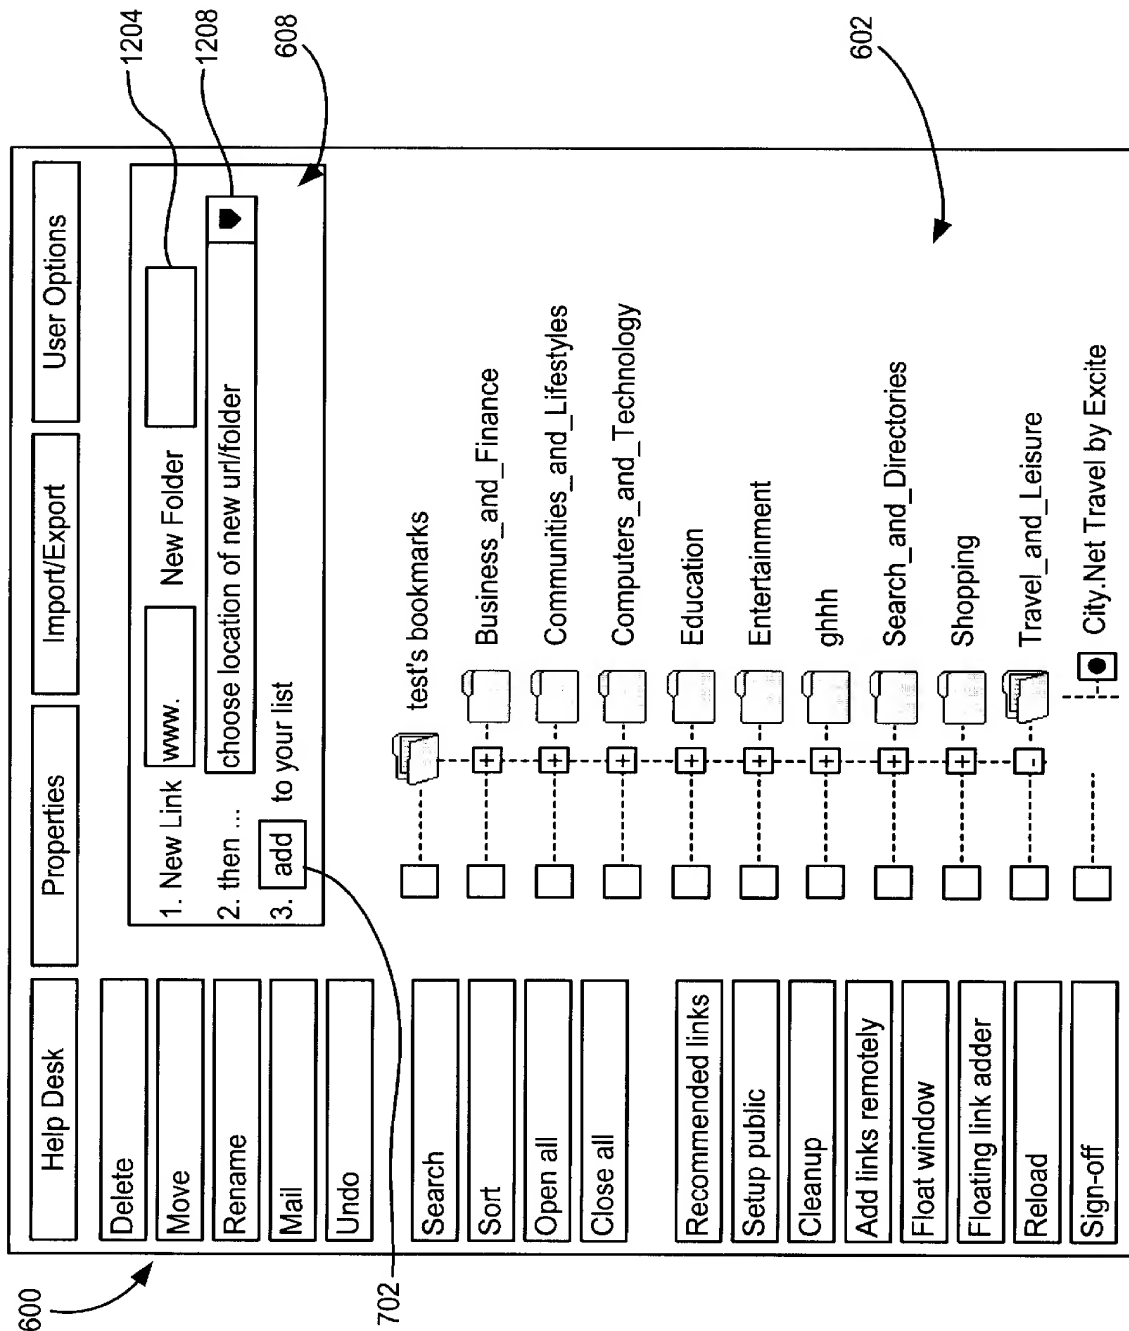 600
Help Desk
Properties
Import/Export
User Options
Delete
Move
Rename
Mail
Undo
Search
Sort
Open all
Close all
Recommended links
Setup public
Cleanup
Add links remotely
Float window
Floating link adder
Reload
Sign-off
702
1. New Link www. New Folder
2. then ... choose location of new url/folder
3. add to your list
1204
1208
608
test's bookmarks
+ Business_and_Finance
+ Communities_and_Lifestyles
+ Computers_and_Technology
+ Education
+ Entertainment
+ ghhh
+ Search_and_Directories
+ Shopping
- Travel_and_Leisure
City.Net Travel by Excite
602